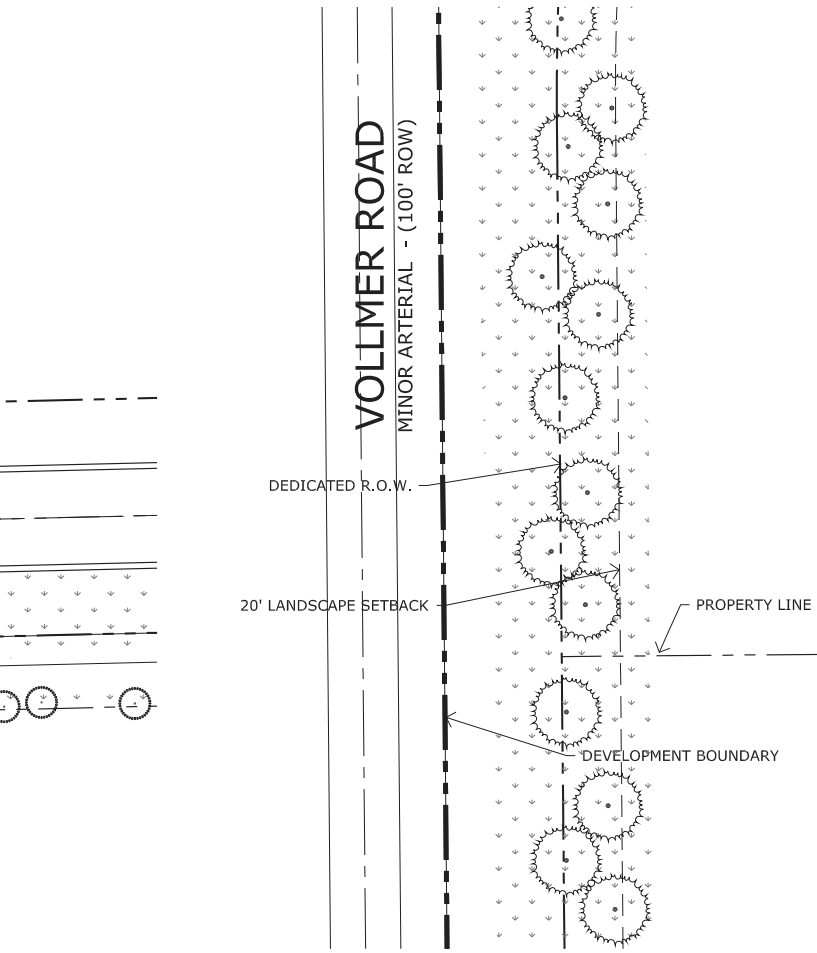 VOLLMER ROAD
MINOR ARTERIAL - (100' ROW)
DEDICATED R.O.W.
20' LANDSCAPE SETBACK
PROPERTY LINE
DEVELOPMENT BOUNDARY